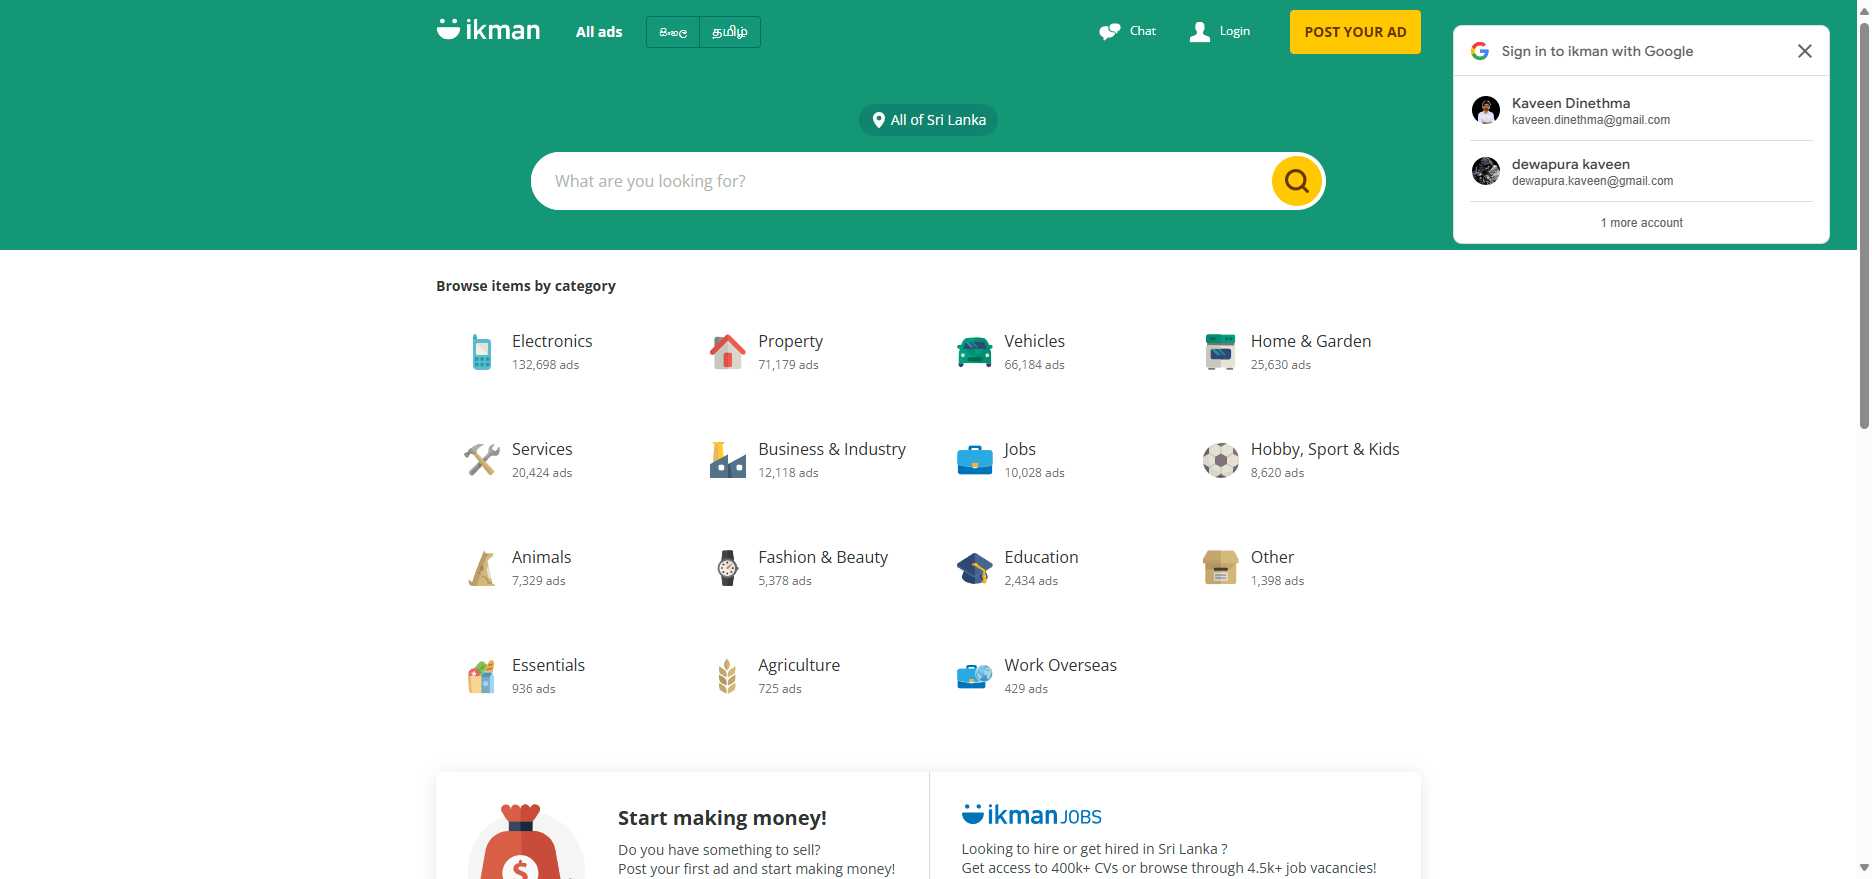 ikman
All ads
සිංහල
தமிழ்
Chat
Login
POST YOUR AD
Sign in to ikman with Google
Kaveen Dinethma
kaveen.dinethma@gmail.com
dewapura kaveen
dewapura.kaveen@gmail.com
1 more account
All of Sri Lanka
What are you looking for?
Browse items by category
Electronics
132,698 ads
Property
71,179 ads
Vehicles
66,184 ads
Home & Garden
25,630 ads
Services
20,424 ads
Business & Industry
12,118 ads
Jobs
10,028 ads
Hobby, Sport & Kids
8,620 ads
Animals
7,329 ads
Fashion & Beauty
5,378 ads
Education
2,434 ads
Other
1,398 ads
Essentials
936 ads
Agriculture
725 ads
Work Overseas
429 ads
$
Start making money!
Do you have something to sell?
Post your first ad and start making money!
ikman JOBS
Looking to hire or get hired in Sri Lanka ?
Get access to 400k+ CVs or browse through 4.5k+ job vacancies!